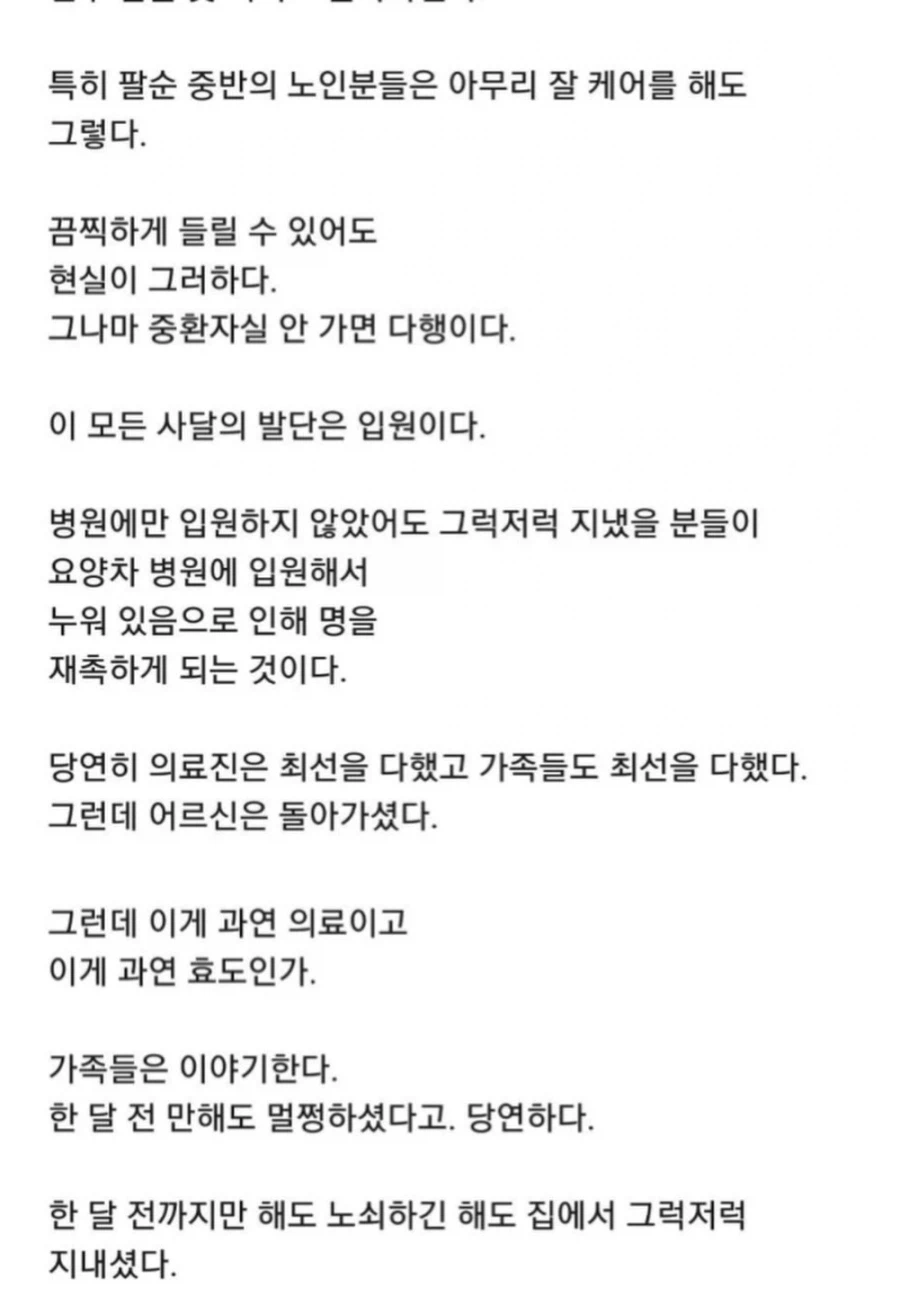 특히 팔순 중반의 노인분들은 아무리 잘 케어를 해도
그렇다.
끔찍하게 들릴 수 있어도
현실이 그러하다.
그나마 중환자실 안 가면 다행이다.
이 모든 사달의 발단은 입원이다.
병원에만 입원하지 않았어도 그럭저럭 지냈을 분들이
요양차 병원에 입원해서
누워 있음으로 인해 명을
재촉하게 되는 것이다.
당연히 의료진은 최선을 다했고 가족들도 최선을 다했다.
그런데 어르신은 돌아가셨다.
그런데 이게 과연 의료이고
이게 과연 효도인가.
가족들은 이야기한다.
한 달 전 만해도 멀쩡하셨다고. 당연하다.
한 달 전까지만 해도 노쇠하긴 해도 집에서 그럭저럭
지내셨다.